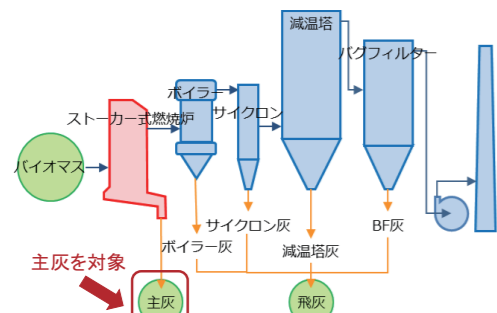 減温塔
バグフィルター
ボイラー
サイクロン
ストーカー式燃焼炉
バイオマス
サイクロン灰
BF灰
ボイラー灰
減温塔灰
主灰を対象
主灰
飛灰